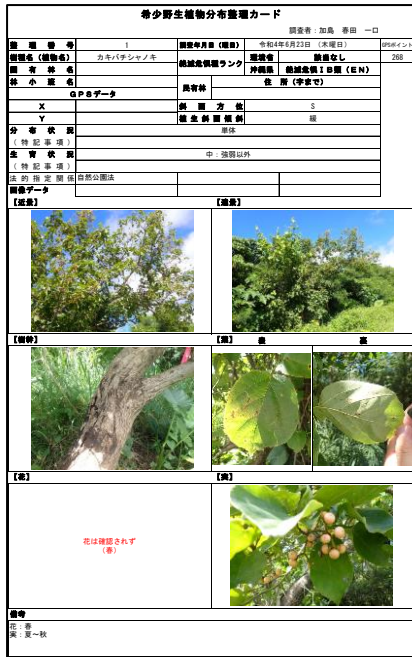 希少野生植物分布整理カード
調査者：加島 春田 一口
整理番号 1 調査年月日（曜日） 令和4年6月23日（木曜日） GPSポイント
樹種名（植物名） カキバチシャノキ 絶滅危惧種ランク 環境省 該当なし 268
国有林名 沖縄県 絶滅危惧ⅠB類（EN）
林小班名 民有林 住所（字まで）
GPSデータ
X 斜面方位 S
Y 植生斜面傾斜 緩
分布状況 単体
（特記事項）
生育状況 中：強弱以外
（特記事項）
法的指定関係 自然公園法
画像データ
【近景】 【遠景】
【樹幹】 【葉】 表 裏
【花】 【実】
花は確認されず
（春）
備考
花：春
実：夏～秋